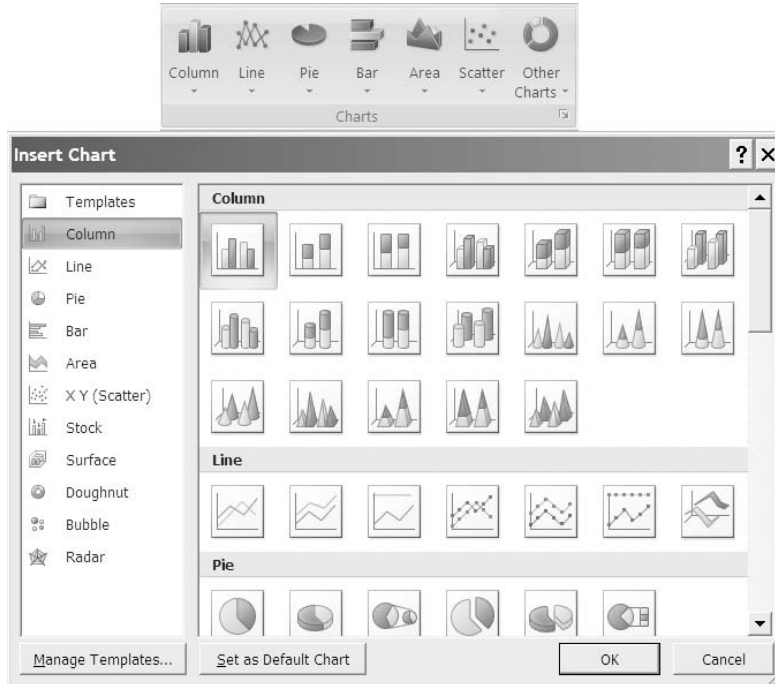 Column Line Pie Bar Area Scatter Other
Charts
Charts
Insert Chart
Templates
Column
Line
Pie
Bar
Area
X Y (Scatter)
Stock
Surface
Doughnut
Bubble
Radar
Column
Line
Pie
Manage Templates...
Set as Default Chart
OK
Cancel